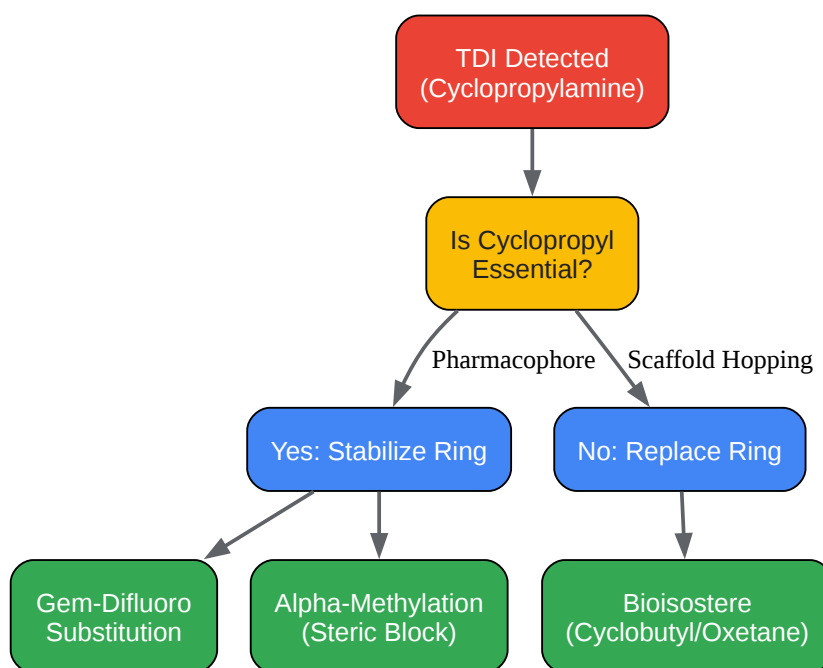 TDI Detected
(Cyclopropylamine)
Is Cyclopropyl
Essential?
Pharmacophore
Scaffold Hopping
Yes: Stabilize Ring
No: Replace Ring
Gem-Difluoro
Substitution
Alpha-Methylation
(Steric Block)
Bioisostere
(Cyclobutyl/Oxetane)